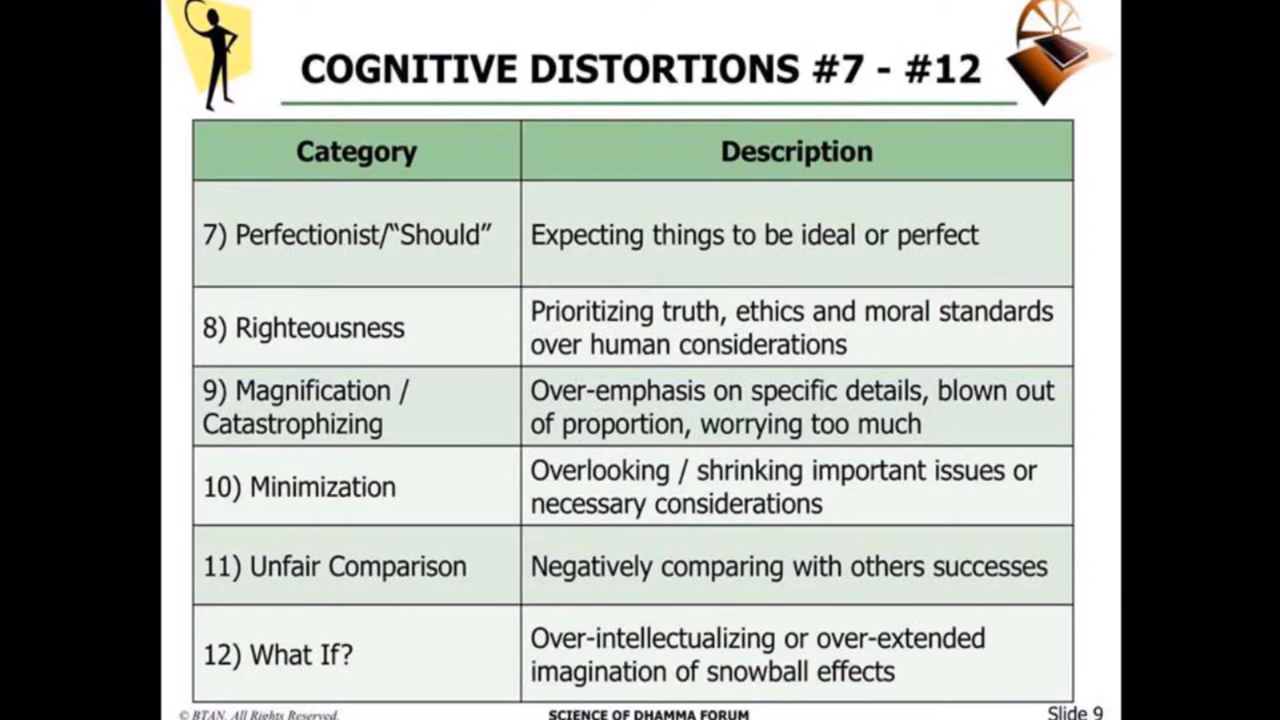 COGNITIVE DISTORTIONS #7 - #12
Category
Description
7) Perfectionist/“Should”
Expecting things to be ideal or perfect
8) Righteousness
Prioritizing truth, ethics and moral standards
over human considerations
9) Magnification /
Catastrophizing
Over-emphasis on specific details, blown out
of proportion, worrying too much
10) Minimization
Overlooking / shrinking important issues or
necessary considerations
11) Unfair Comparison
Negatively comparing with others successes
12) What If?
Over-intellectualizing or over-extended
imagination of snowball effects
© BTAN. All Rights Reserved.
SCIENCE OF DHAMMA FORUM
Slide 9